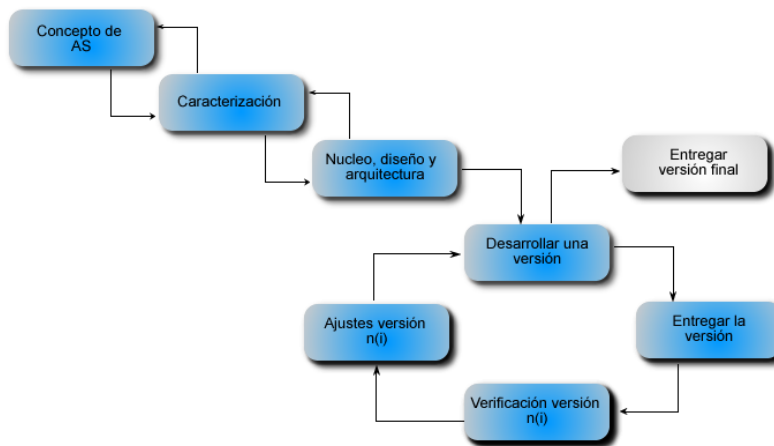 Concepto de
AS
Caracterización
Nucleo, diseño y
arquitectura
Entregar
versión final
Desarrollar una
versión
Ajustes versión
n(i)
Entregar la
versión
Verificación versión
n(i)